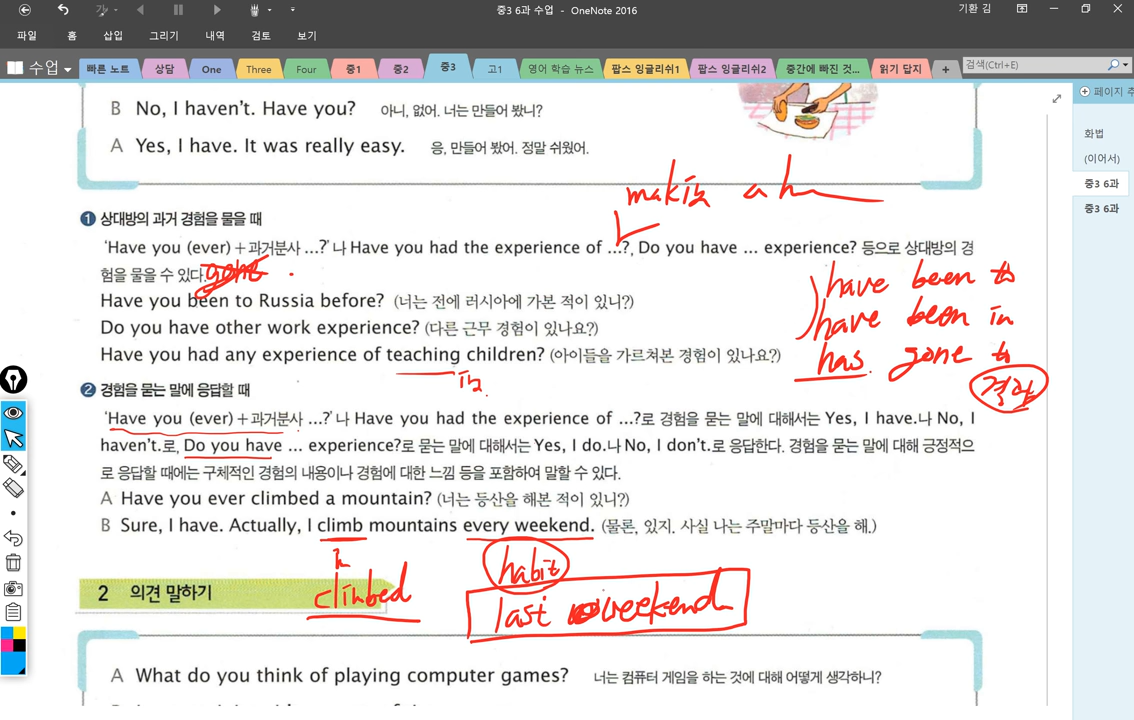 중3 6과 수업 - OneNote 2016
기환 김
파일 홈 삽입 그리기 내역 검토 보기
수업 빠른 노트 상담 One Three Four 중1 중2 중3 고1 영어 학습 뉴스 팝스 잉글리쉬1 팝스 잉글리쉬2 중간에 빠진 것... 읽기 답지 + 검색(Ctrl+E)
페이지 추
화법
(이어서)
중3 6과
중3 6과
B No, I haven't. Have you? 아니, 없어. 너는 만들어 봤니?
A Yes, I have. It was really easy. 응, 만들어 봤어. 정말 쉬웠어.
making a h
1 상대방의 과거 경험을 물을 때
'Have you (ever)+과거분사 ...?'나 Have you had the experience of ...?, Do you have ... experience? 등으로 상대방의 경
험을 물을 수 있다. gone
Have you been to Russia before? (너는 전에 러시아에 가본 적이 있니?)
Do you have other work experience? (다른 근무 경험이 있나요?)
Have you had any experience of teaching children? (아이들을 가르쳐본 경험이 있나요?)
have been to
have been in
has gone to
결과
in
2 경험을 묻는 말에 응답할 때
'Have you (ever)+과거분사 ...?'나 Have you had the experience of ...?로 경험을 묻는 말에 대해서는 Yes, I have.나 No, I
haven't.로, Do you have ... experience?로 묻는 말에 대해서는 Yes, I do.나 No, I don't.로 응답한다. 경험을 묻는 말에 대해 긍정적으
로 응답할 때에는 구체적인 경험의 내용이나 경험에 대한 느낌 등을 포함하여 말할 수 있다.
A Have you ever climbed a mountain? (너는 등산을 해본 적이 있니?)
B Sure, I have. Actually, I climb mountains every weekend. (물론, 있지. 사실 나는 주말마다 등산을 해.)
habit
climbed
last weekend
2 의견 말하기
A What do you think of playing computer games? 너는 컴퓨터 게임을 하는 것에 대해 어떻게 생각하니?